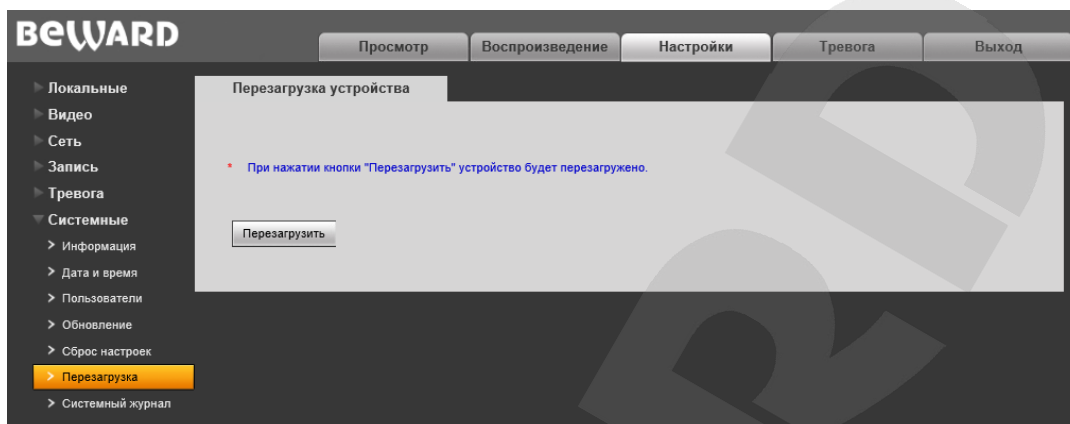 BEWARD
Просмотр
Воспроизведение
Настройки
Тревога
Выход
Локальные
Видео
Сеть
Запись
Тревога
Системные
Информация
Дата и время
Пользователи
Обновление
Сброс настроек
Перезагрузка
Системный журнал
Перезагрузка устройства
* При нажатии кнопки "Перезагрузить" устройство будет перезагружено.
Перезагрузить